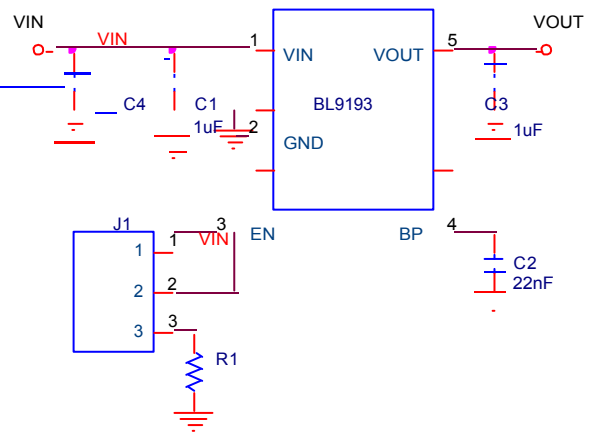 VIN
VOUT
VIN
1
VIN
VOUT
5
C4
C1
1uF
BL9193
C3
1uF
2
GND
J1
3
EN
BP
4
1
1
VIN
C2
22nF
2
2
3
3
R1